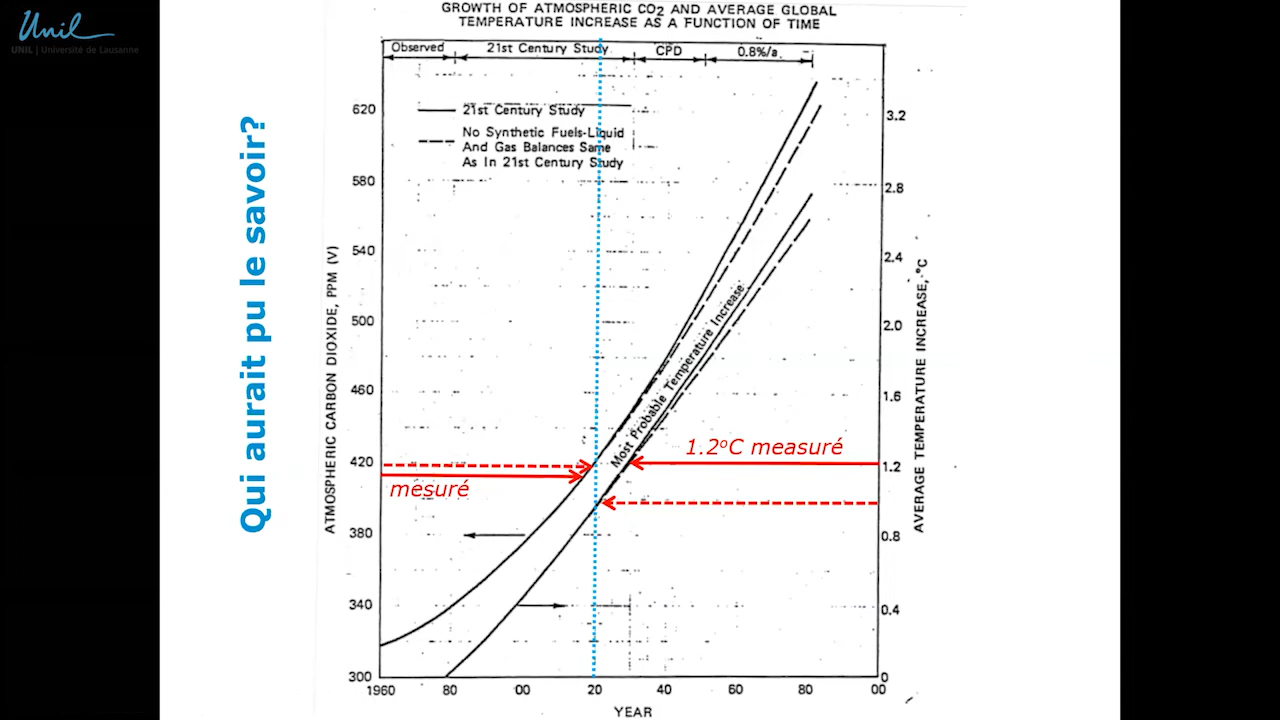 Unil
UNIL | Université de Lausanne
Qui aurait pu le savoir?
GROWTH OF ATMOSPHERIC CO2 AND AVERAGE GLOBAL
TEMPERATURE INCREASE AS A FUNCTION OF TIME
Observed
21st Century Study
CPD
0.8%/a.
21st Century Study
No Synthetic Fuels-Liquid
And Gas Balances Same
As In 21st Century Study
ATMOSPHERIC CARBON DIOXIDE, PPM (V)
620
580
540
500
460
420
380
340
300
3.2
2.8
2.4
2.0
1.6
1.2
0.8
0.4
0
AVERAGE TEMPERATURE INCREASE, °C
Most Probable Temperature Increase
1.2°C measuré
mesuré
1960 80 00 20 40 60 80 00
YEAR